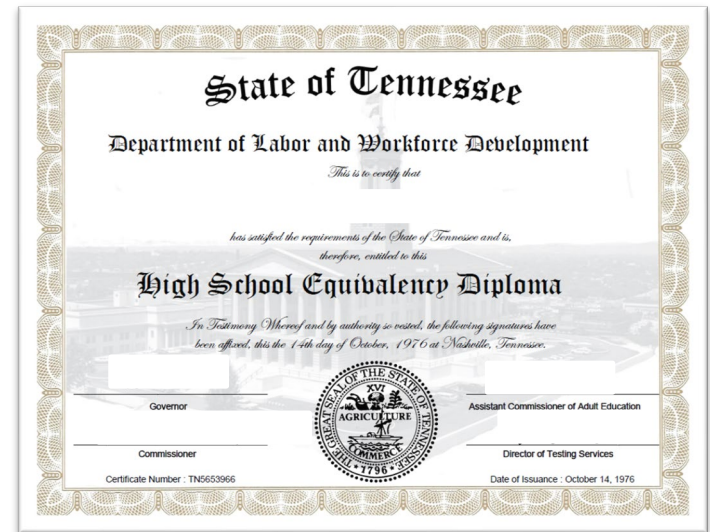 State of Tennessee
Department of Labor and Workforce Development
This is to certify that
has satisfied the requirements of the State of Tennessee and is,
therefore, entitled to this
High School Equivalency Diploma
In Testimony Whereof and by authority so vested, the following signatures have
been affixed, this the 14th day of October, 1976 at Nashville, Tennessee.
THE GREAT SEAL OF THE STATE OF TENNESSEE
XVI
AGRICULTURE
COMMERCE
1796
Governor
Assistant Commissioner of Adult Education
Commissioner
Director of Testing Services
Certificate Number : TN5653966
Date of Issuance : October 14, 1976